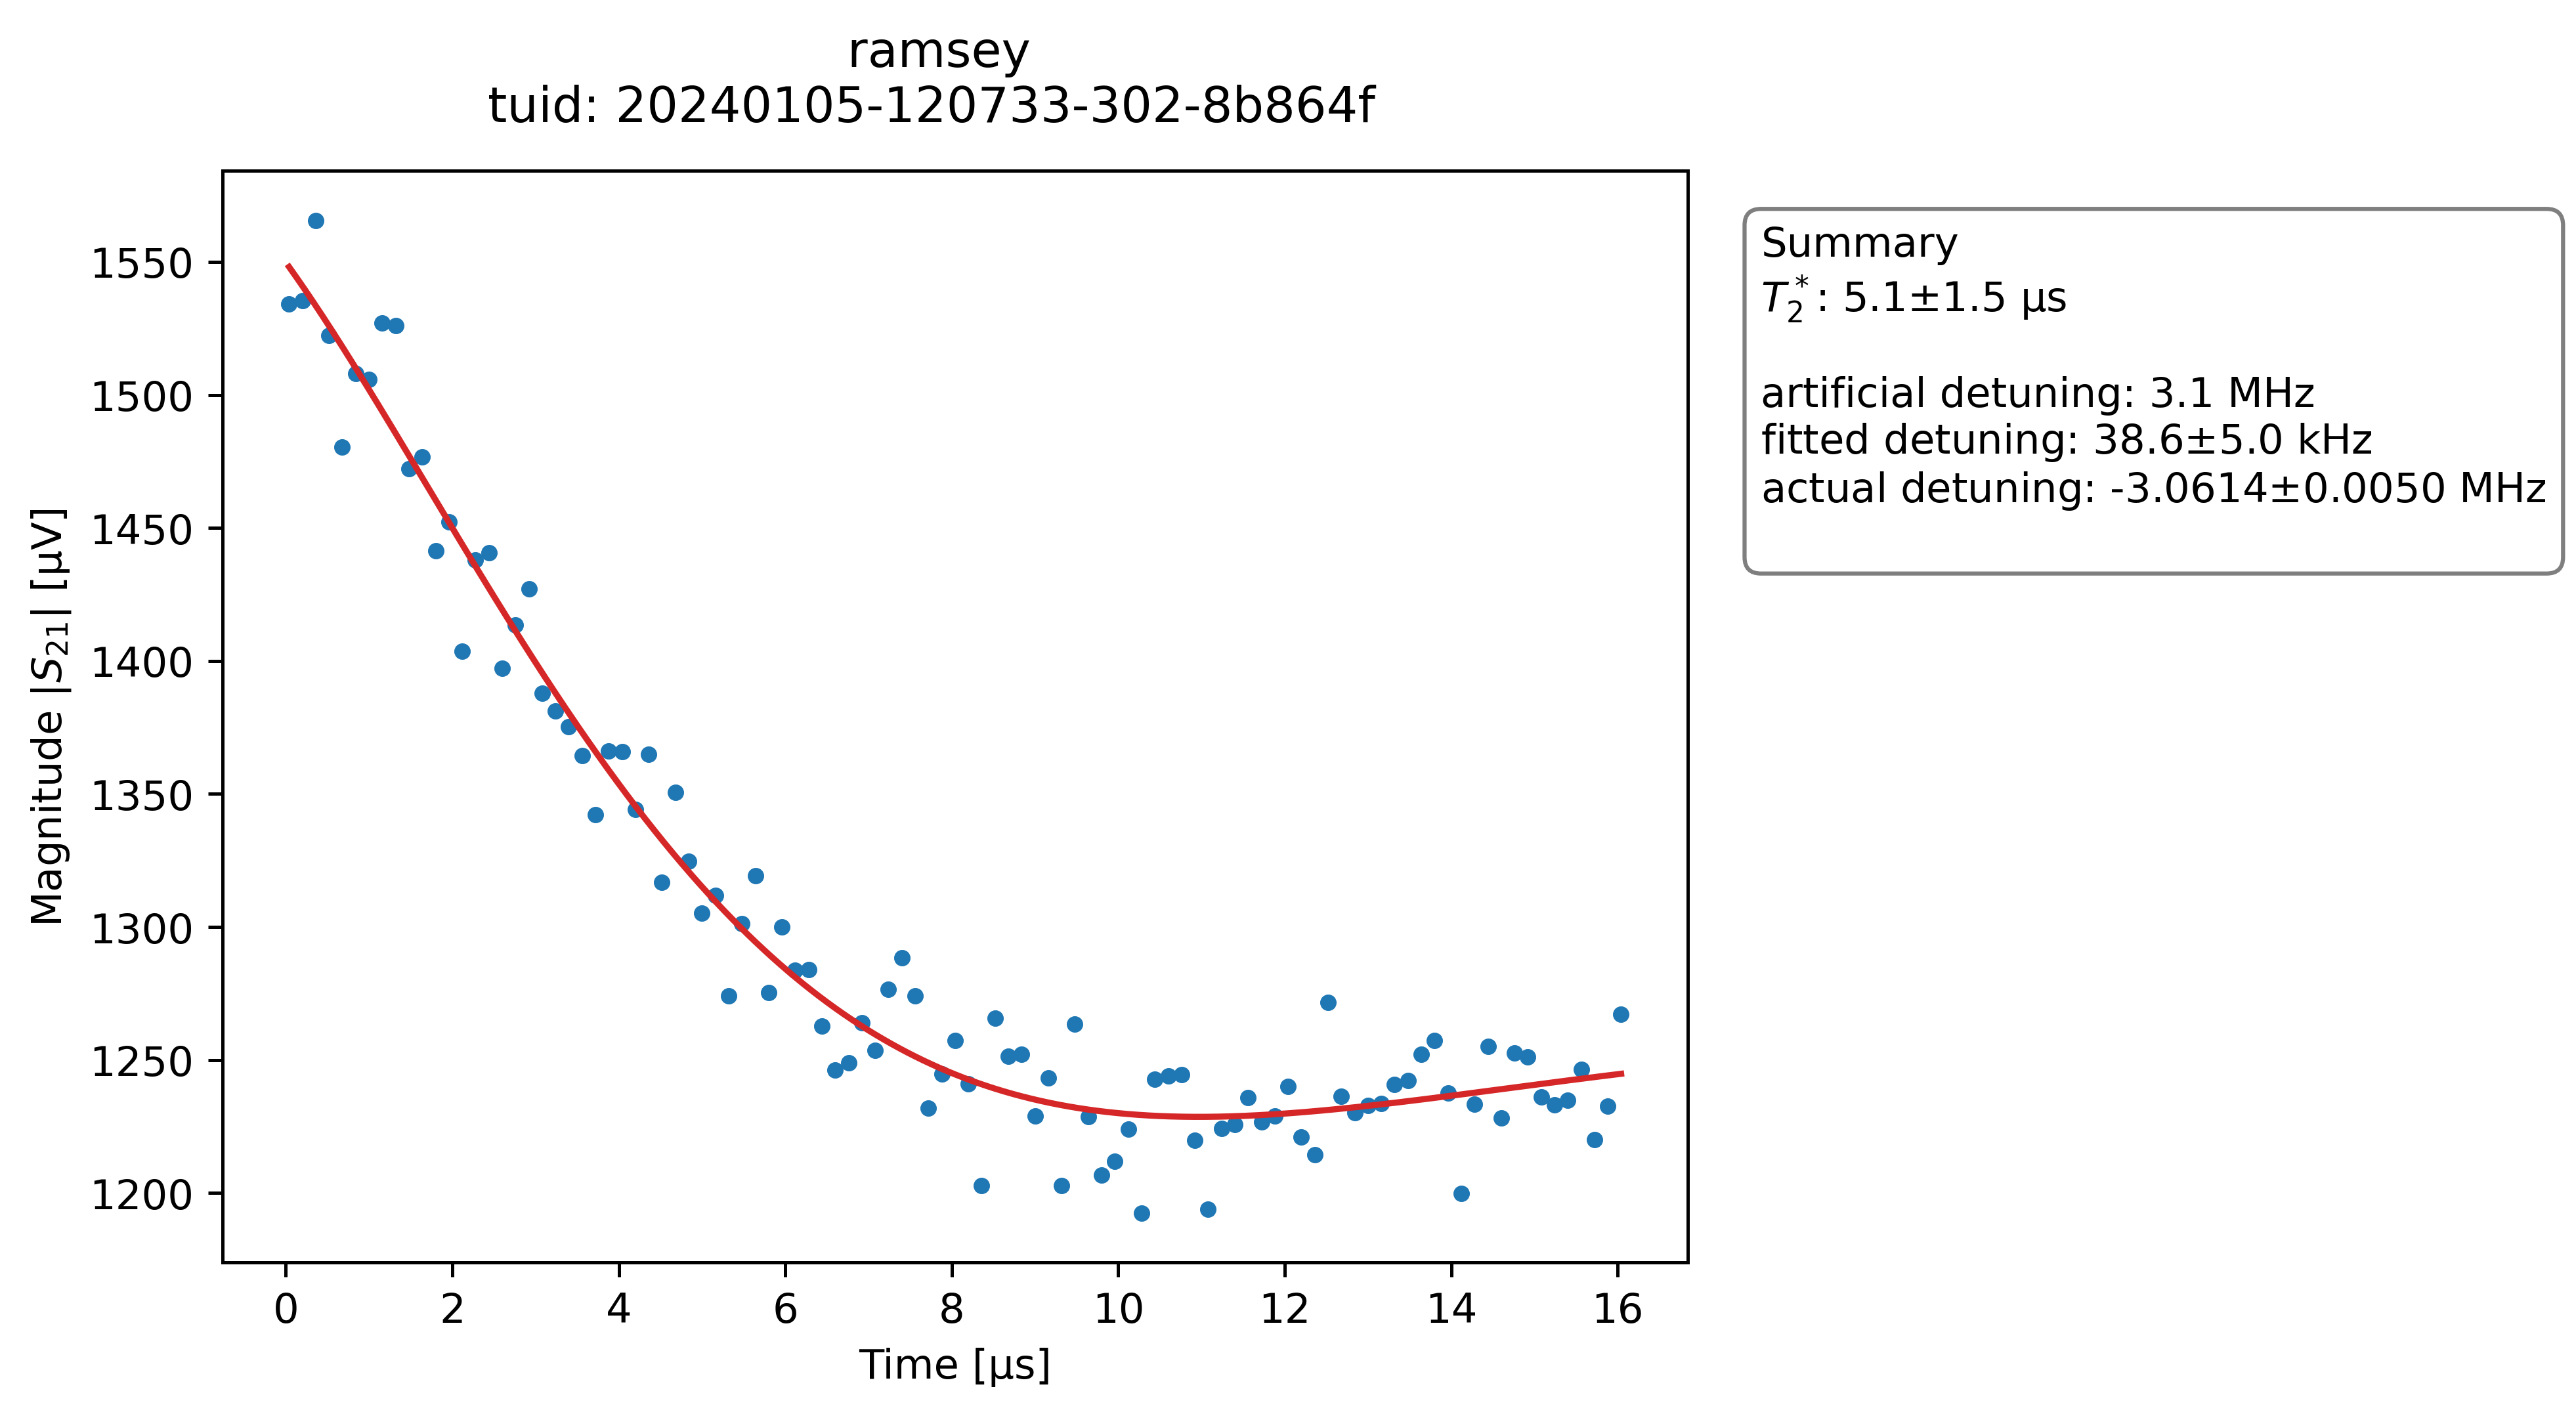 ramsey
tuid: 20240105-120733-302-8b864f
Summary
T₂*: 5.1±1.5 µs
artificial detuning: 3.1 MHz
fitted detuning: 38.6±5.0 kHz
actual detuning: -3.0614±0.0050 MHz
Magnitude |S₂₁| [µV]
1550
1500
1450
1400
1350
1300
1250
1200
0 2 4 6 8 10 12 14 16
Time [µs]